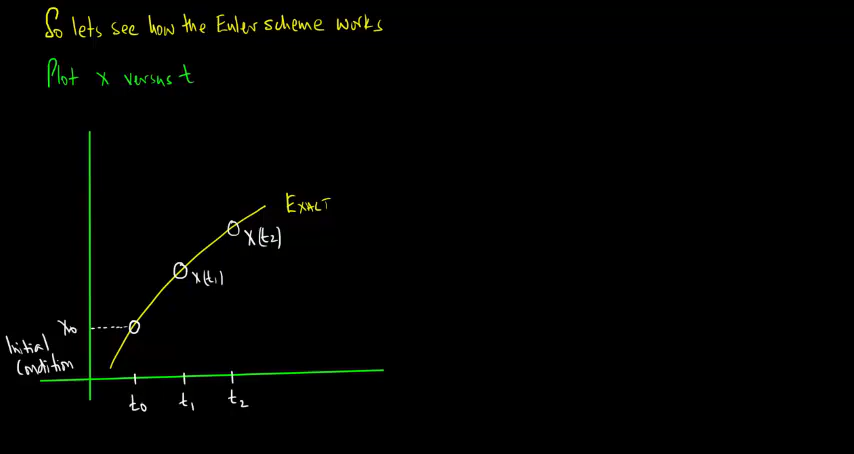 So lets see how the Euler scheme works
Plot x versus t
EXACT
x(t2)
x(t1)
x0
Initial
Condition
t0 t1 t2